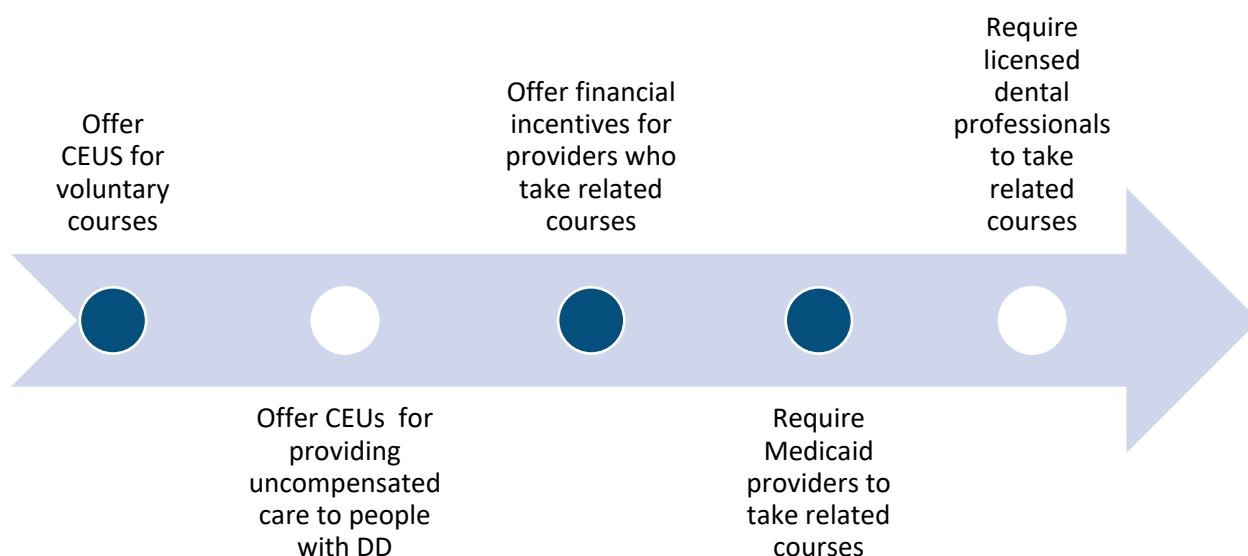 Offer
CEUS for
voluntary
courses
Offer CEUs  for
providing
uncompensated
care to people
with DD
Offer financial
incentives for
providers who
take related
courses
Require
Medicaid
providers to
take related
courses
Require
licensed
dental
professionals
to take
related
courses